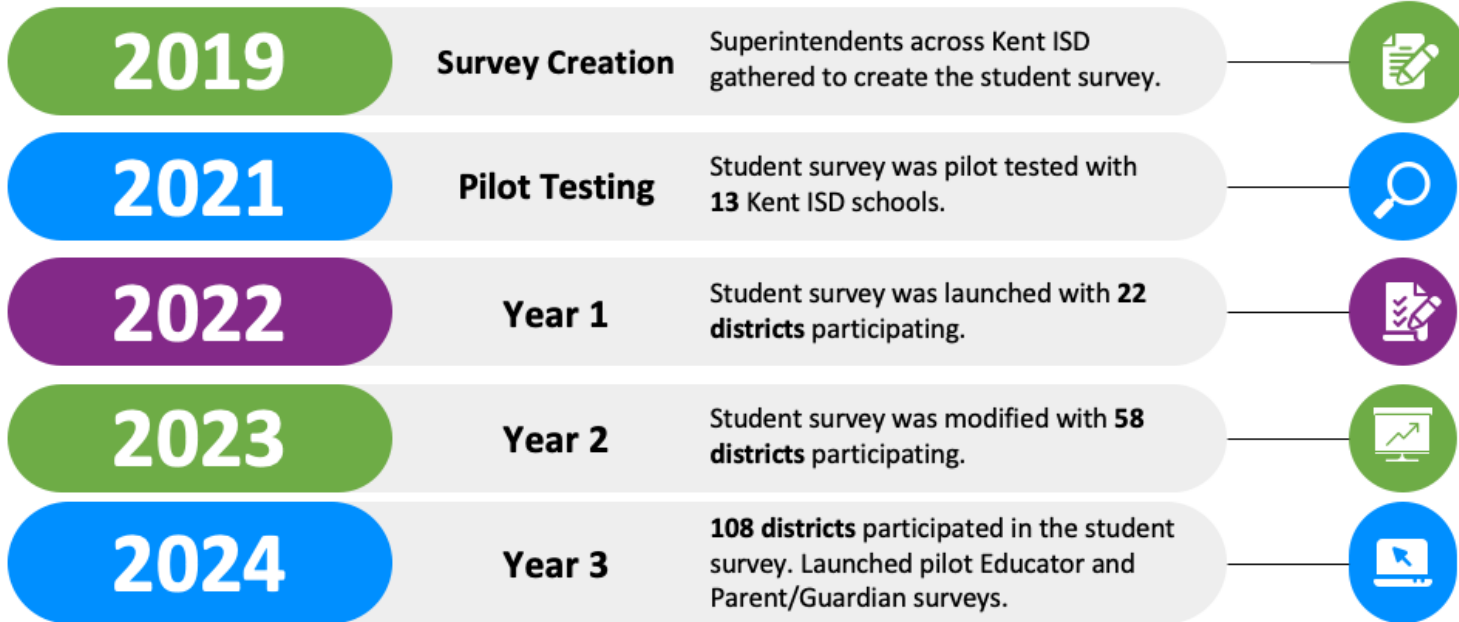 2019
Survey Creation
Superintendents across Kent ISD
gathered to create the student survey.
2021
Pilot Testing
Student survey was pilot tested with
13 Kent ISD schools.
2022
Year 1
Student survey was launched with 22
districts participating.
2023
Year 2
Student survey was modified with 58
districts participating.
2024
Year 3
108 districts participated in the student
survey. Launched pilot Educator and
Parent/Guardian surveys.